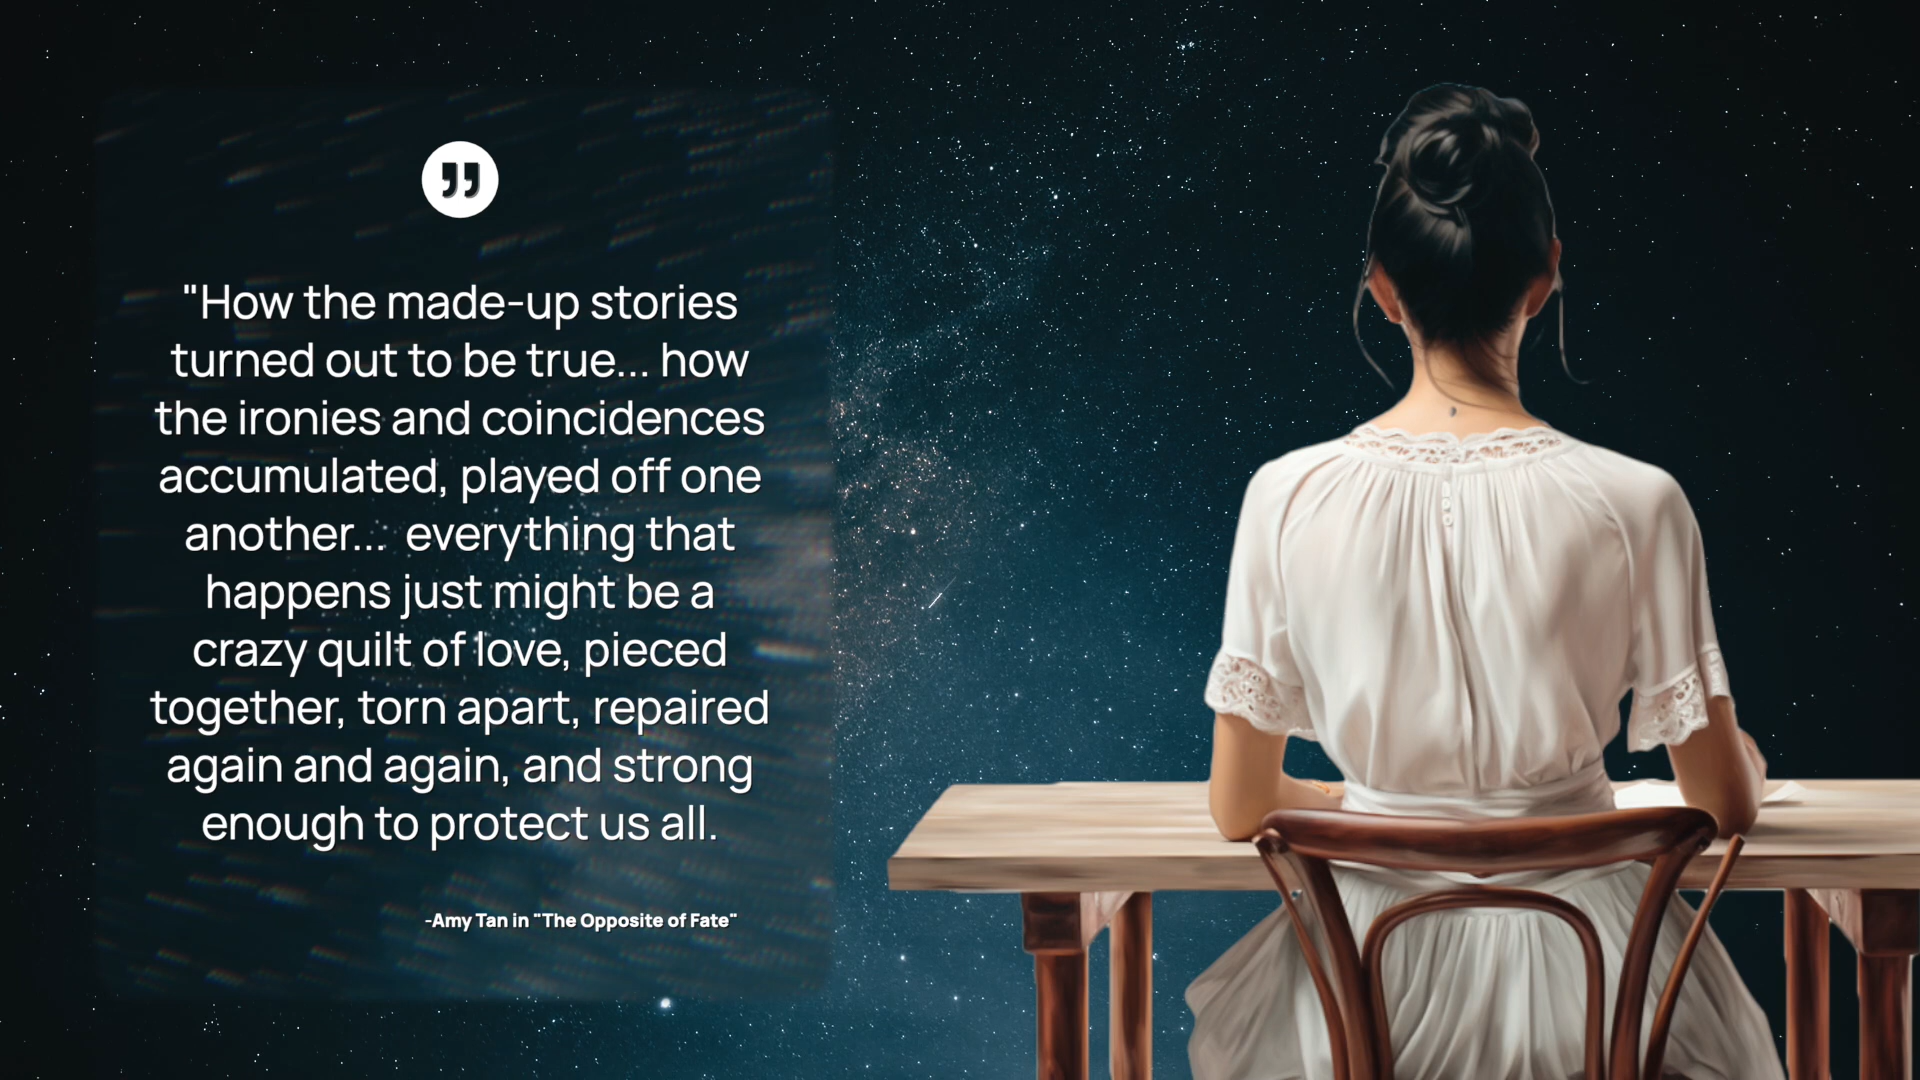 "How the made-up stories
turned out to be true... how
the ironies and coincidences
accumulated, played off one
another...  everything that
happens just might be a
crazy quilt of love, pieced
together, torn apart, repaired
again and again, and strong
enough to protect us all.
-Amy Tan in "The Opposite of Fate"